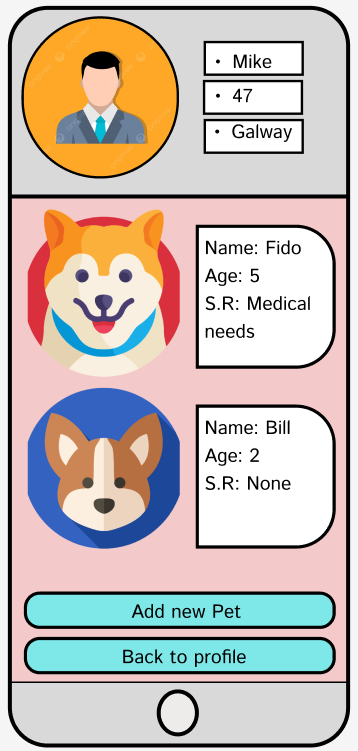 • Mike
• 47
• Galway
Name: Fido
Age: 5
S.R: Medical
needs
Name: Bill
Age: 2
S.R: None
Add new Pet
Back to profile